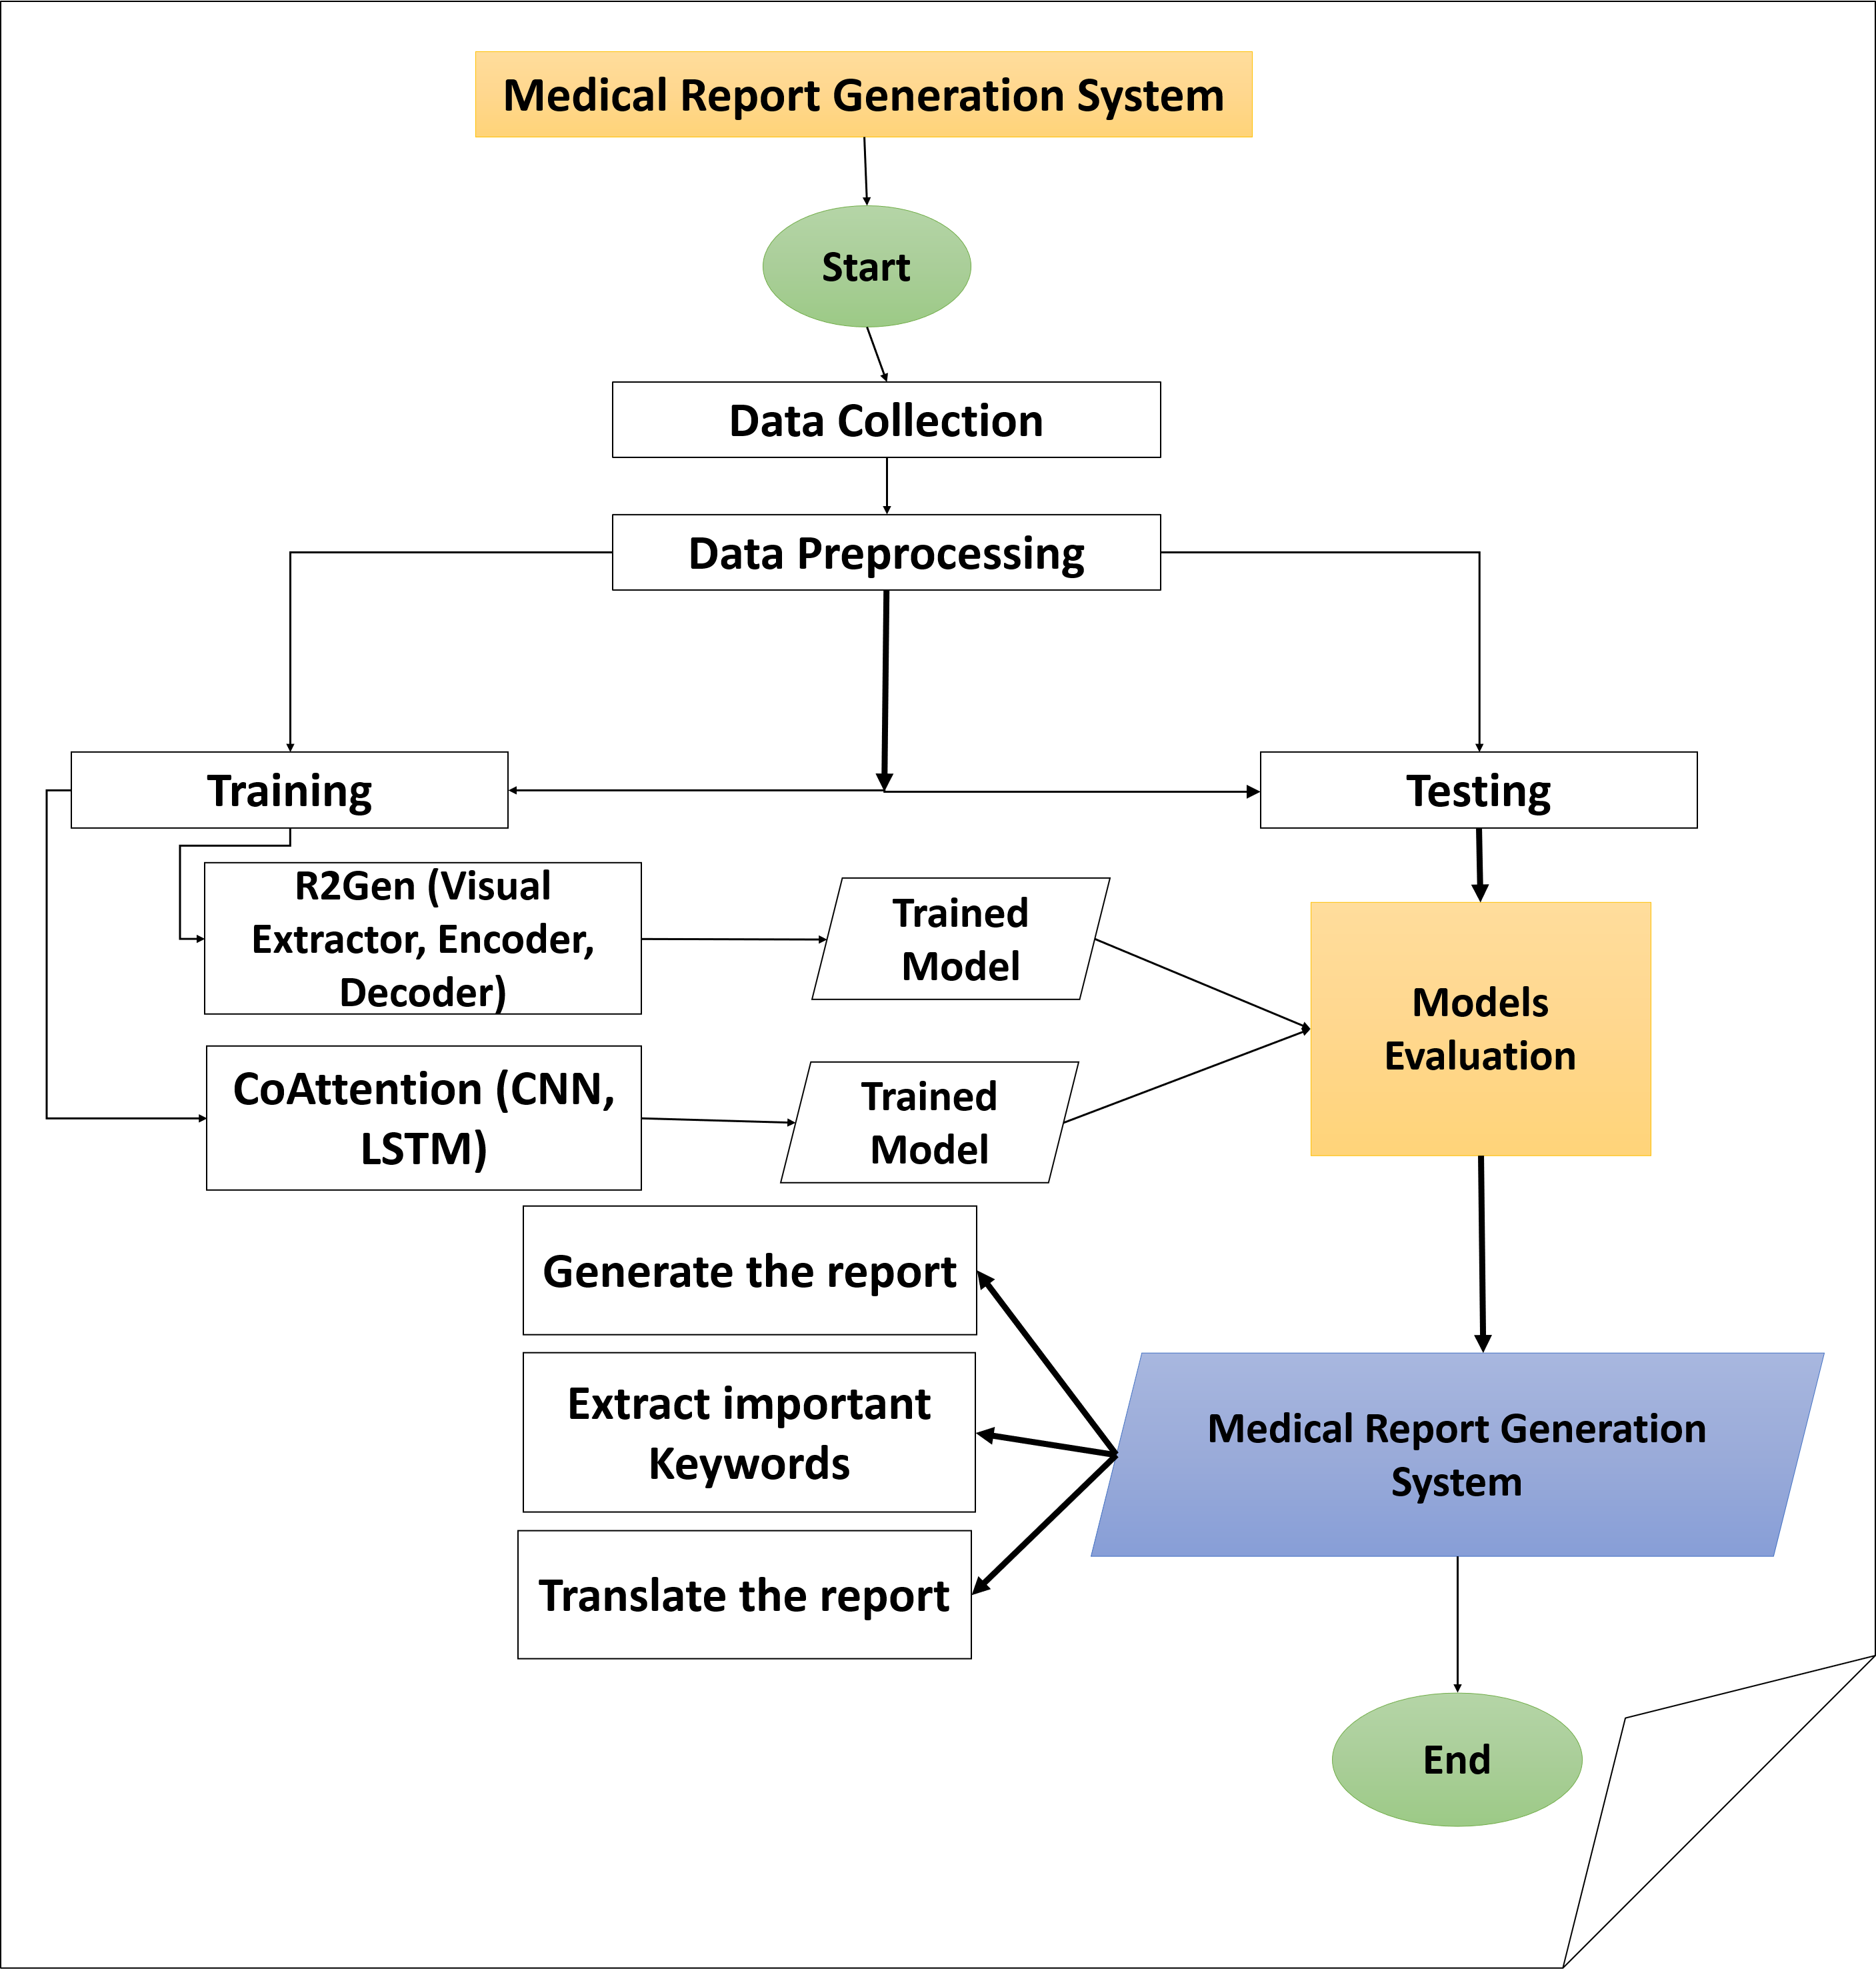 Medical Report Generation System
Start
Data Collection
Data Preprocessing
Training
Testing
R2Gen (Visual
Extractor, Encoder,
Decoder)
Trained
Model
Models
Evaluation
CoAttention (CNN,
LSTM)
Trained
Model
Generate the report
Extract important
Keywords
Translate the report
Medical Report Generation
System
End